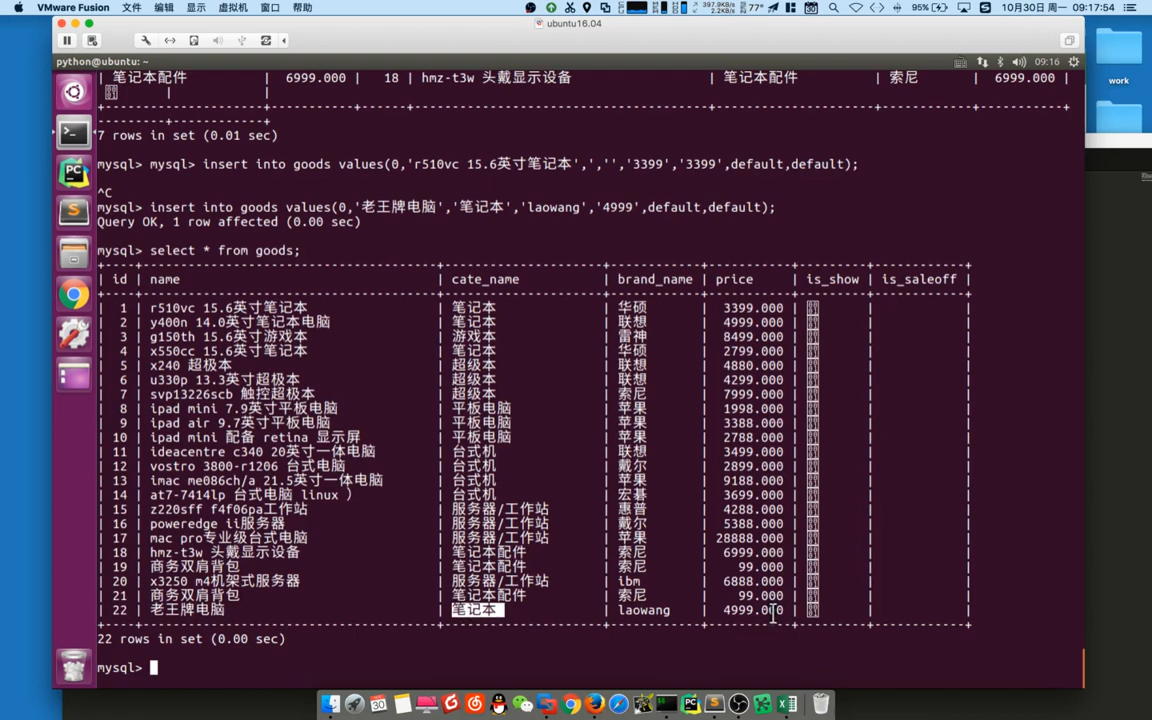 VMware Fusion 文件 编辑 显示 虚拟机 窗口 帮助 397.9KB/s 2.2KB/s 77° 95% 10月30日 周一 09:17:54
ubuntu16.04
python@ubuntu: ~ 09:16
work
| 笔记本配件 | 6999.000 | 18 | hmz-t3w 头戴显示设备 | 笔记本配件 | 索尼 | 6999.000 |
7 rows in set (0.01 sec)
mysql> mysql> insert into goods values(0,'r510vc 15.6英寸笔记本',',','','3399','3399',default,default);
^C
mysql> insert into goods values(0,'老王牌电脑','笔记本','laowang','4999',default,default);
Query OK, 1 row affected (0.00 sec)
mysql> select * from goods;
| id | name | cate_name | brand_name | price | is_show | is_saleoff |
| 1 | r510vc 15.6英寸笔记本 | 笔记本 | 华硕 | 3399.000 | | |
| 2 | y400n 14.0英寸笔记本电脑 | 笔记本 | 联想 | 4999.000 | | |
| 3 | g150th 15.6英寸游戏本 | 游戏本 | 雷神 | 8499.000 | | |
| 4 | x550cc 15.6英寸笔记本 | 笔记本 | 华硕 | 2799.000 | | |
| 5 | x240 超极本 | 超级本 | 联想 | 4880.000 | | |
| 6 | u330p 13.3英寸超极本 | 超级本 | 联想 | 4299.000 | | |
| 7 | svp13226scb 触控超极本 | 超级本 | 索尼 | 7999.000 | | |
| 8 | ipad mini 7.9英寸平板电脑 | 平板电脑 | 苹果 | 1998.000 | | |
| 9 | ipad air 9.7英寸平板电脑 | 平板电脑 | 苹果 | 3388.000 | | |
| 10 | ipad mini 配备 retina 显示屏 | 平板电脑 | 苹果 | 2788.000 | | |
| 11 | ideacentre c340 20英寸一体电脑 | 台式机 | 联想 | 3499.000 | | |
| 12 | vostro 3800-r1206 台式电脑 | 台式机 | 戴尔 | 2899.000 | | |
| 13 | imac me086ch/a 21.5英寸一体电脑 | 台式机 | 苹果 | 9188.000 | | |
| 14 | at7-7414lp 台式电脑 linux ） | 台式机 | 宏碁 | 3699.000 | | |
| 15 | z220sff f4f06pa工作站 | 服务器/工作站 | 惠普 | 4288.000 | | |
| 16 | poweredge ii服务器 | 服务器/工作站 | 戴尔 | 5388.000 | | |
| 17 | mac pro专业级台式电脑 | 服务器/工作站 | 苹果 | 28888.000 | | |
| 18 | hmz-t3w 头戴显示设备 | 笔记本配件 | 索尼 | 6999.000 | | |
| 19 | 商务双肩背包 | 笔记本配件 | 索尼 | 99.000 | | |
| 20 | x3250 m4机架式服务器 | 服务器/工作站 | ibm | 6888.000 | | |
| 21 | 商务双肩背包 | 笔记本配件 | 索尼 | 99.000 | | |
| 22 | 老王牌电脑 | 笔记本 | laowang | 4999.000 | | |
22 rows in set (0.00 sec)
mysql>